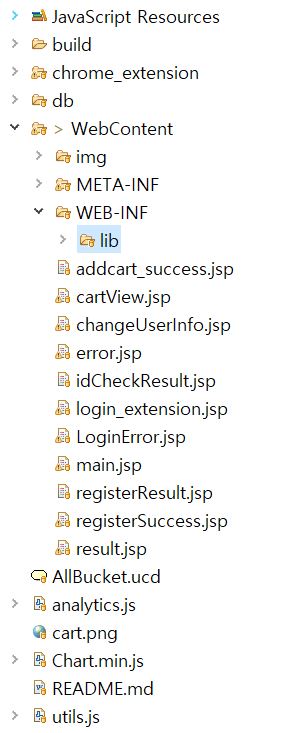 JavaScript Resources
build
chrome_extension
db
> WebContent
img
META-INF
WEB-INF
lib
addcart_success.jsp
cartView.jsp
changeUserInfo.jsp
error.jsp
idCheckResult.jsp
login_extension.jsp
LoginError.jsp
main.jsp
registerResult.jsp
registerSuccess.jsp
result.jsp
AllBucket.ucd
analytics.js
cart.png
Chart.min.js
README.md
utils.js